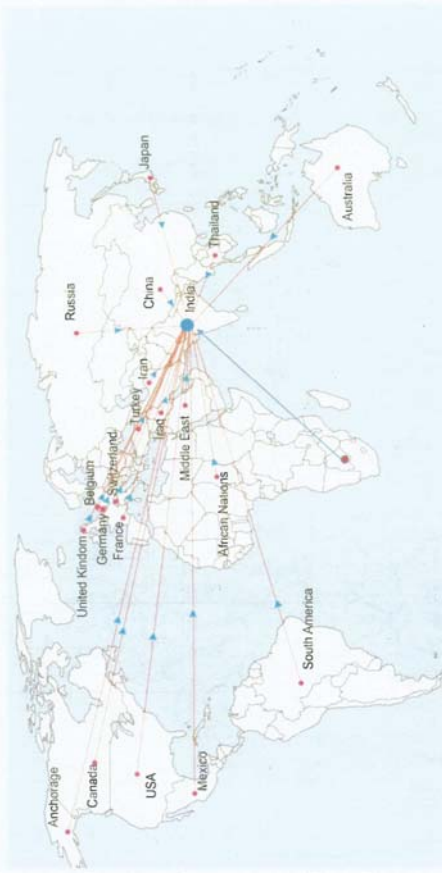 Anchorage
Canada
USA
Mexico
South America
United Kindom
Belgium
Germany
Switzerland
France
Turkey
Iran
Iraq
Middle East
African Nations
Russia
China
India
Japan
Thailand
Australia